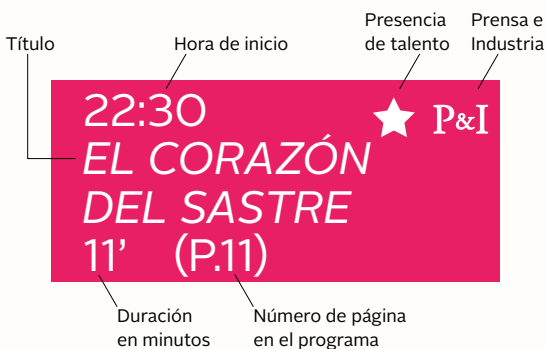 Título
Hora de inicio
Presencia
de talento
Prensa e
Industria
22:30
P&I
EL CORAZÓN
DEL SASTRE
11’ (P.11)
Duración
en minutos
Número de página
en el programa